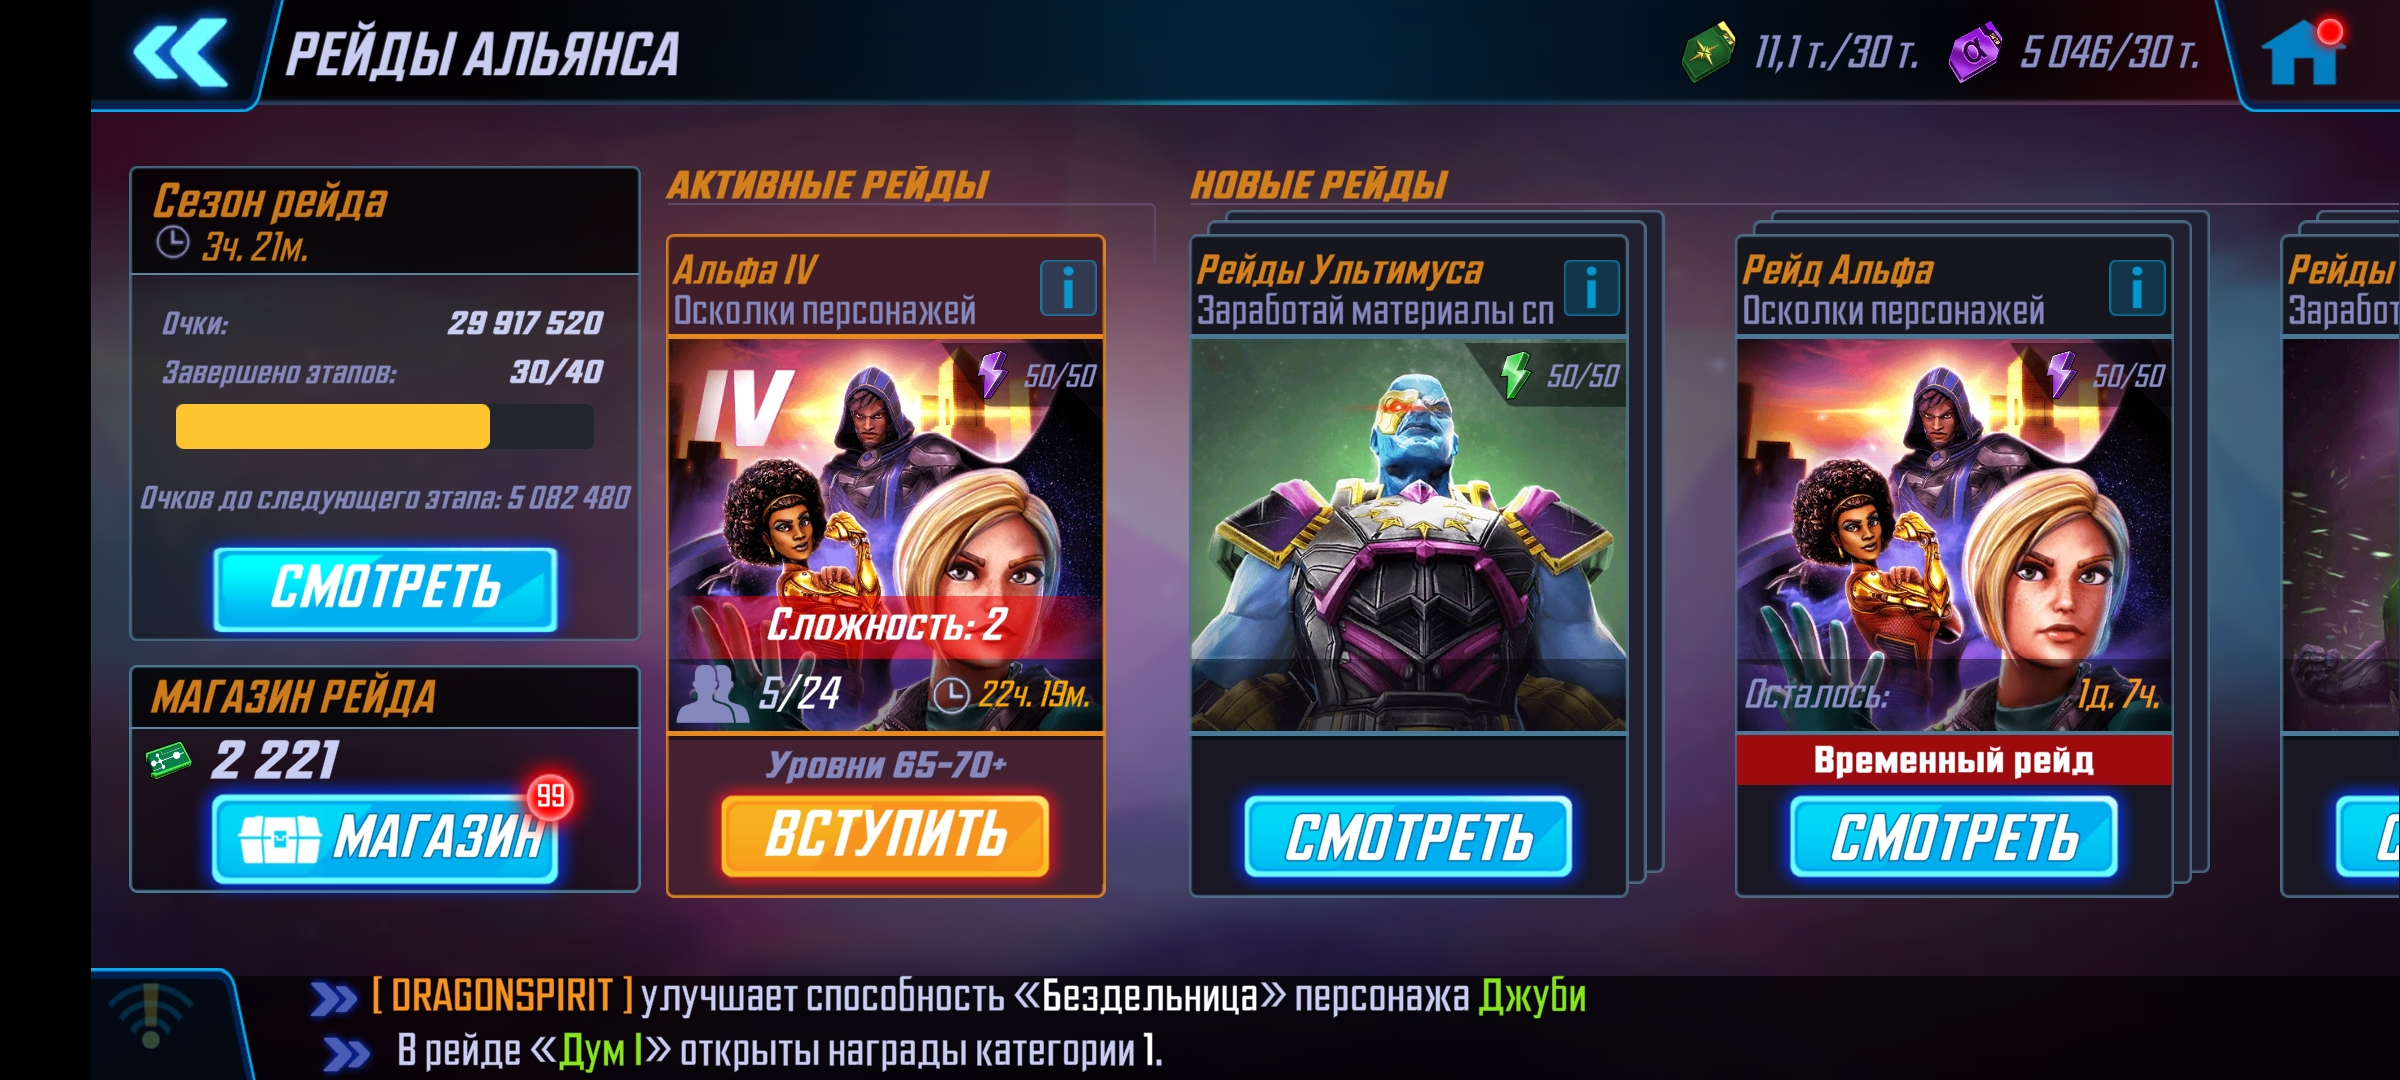 РЕЙДЫ АЛЬЯНСА
11,1 т./30 т.
5 046/30 т.
Сезон рейда
3ч. 21м.
Очки: 29 917 520
Завершено этапов: 30/40
Очков до следующего этапа: 5 082 480
СМОТРЕТЬ
МАГАЗИН РЕЙДА
2 221
99
МАГАЗИН
АКТИВНЫЕ РЕЙДЫ
Альфа IV
Осколки персонажей
IV
50/50
Сложность: 2
5/24
22ч. 19м.
Уровни 65-70+
ВСТУПИТЬ
НОВЫЕ РЕЙДЫ
Рейды Ультимуса
Заработай материалы сп
50/50
СМОТРЕТЬ
Рейд Альфа
Осколки персонажей
50/50
Осталось: 1д. 7ч.
Временный рейд
СМОТРЕТЬ
Рейды
Заработ
С
[ DRAGONSPIRIT ] улучшает способность «Бездельница» персонажа Джуби
В рейде «Дум I» открыты награды категории 1.